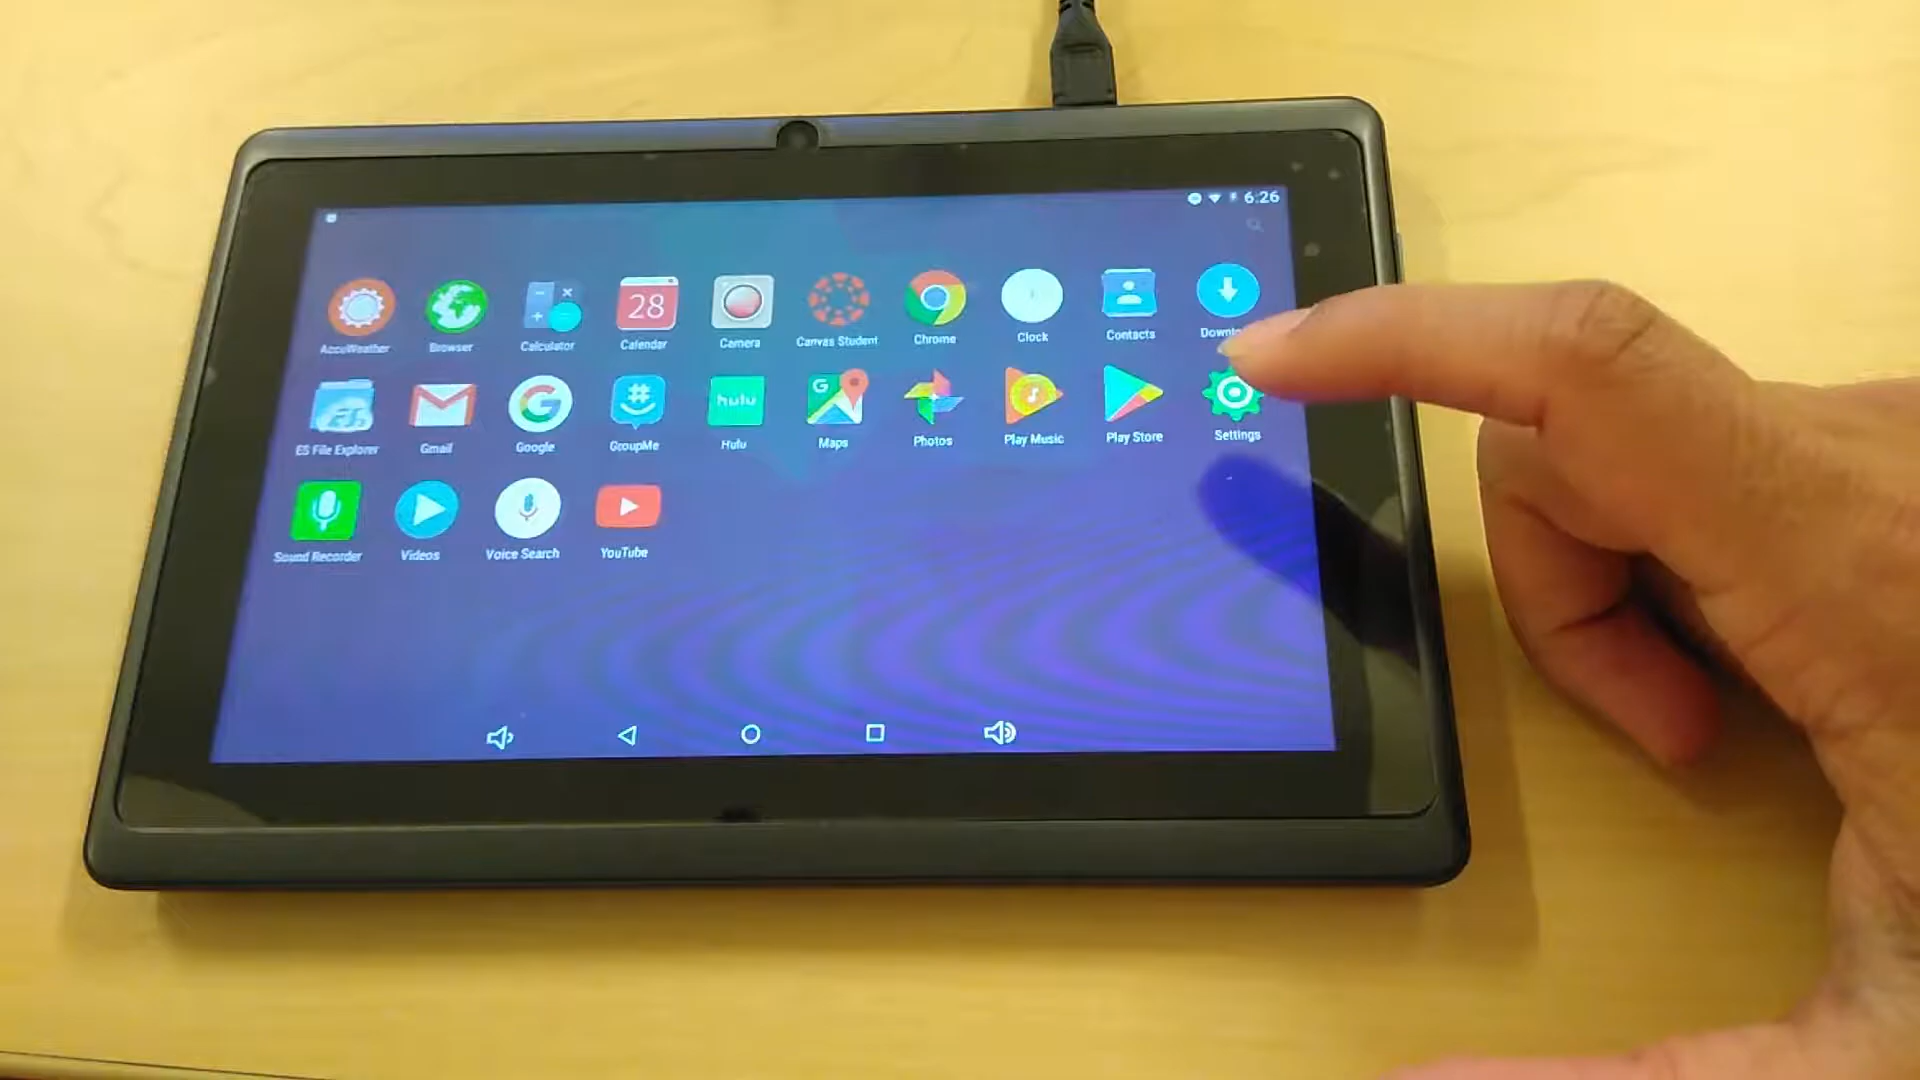 6:26
28
AccuWeather Browser Calculator Calendar Camera Canvas Student Chrome Clock Contacts
G hulu G
ES File Explorer Gmail Google GroupMe Hulu Maps Photos Play Music Play Store Settings
Sound Recorder Videos Voice Search YouTube